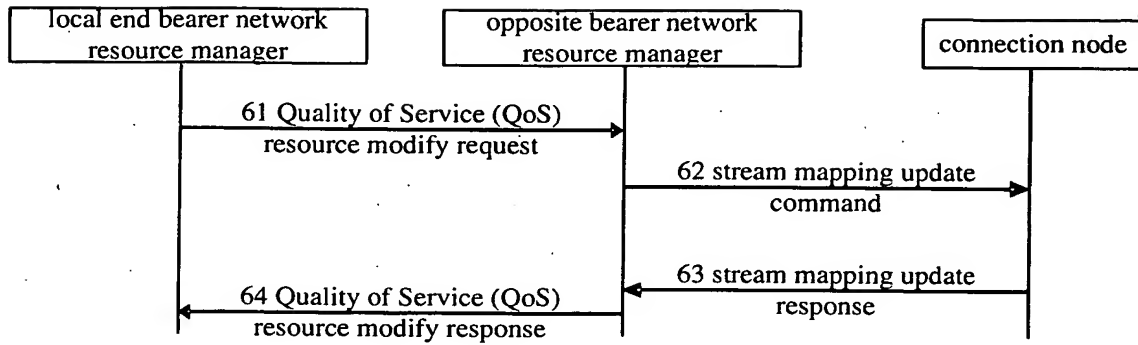 local end bearer network
resource manager
opposite bearer network
resource manager
connection node
61 Quality of Service (QoS)
resource modify request
62 stream mapping update
command
63 stream mapping update
response
64 Quality of Service (QoS)
resource modify response